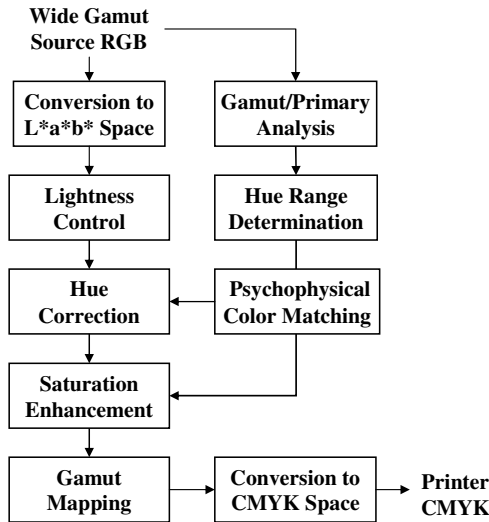 Wide Gamut
Source RGB
Conversion to
L*a*b* Space
Gamut/Primary
Analysis
Lightness
Control
Hue Range
Determination
Hue
Correction
Psychophysical
Color Matching
Saturation
Enhancement
Gamut
Mapping
Conversion to
CMYK Space
Printer
CMYK